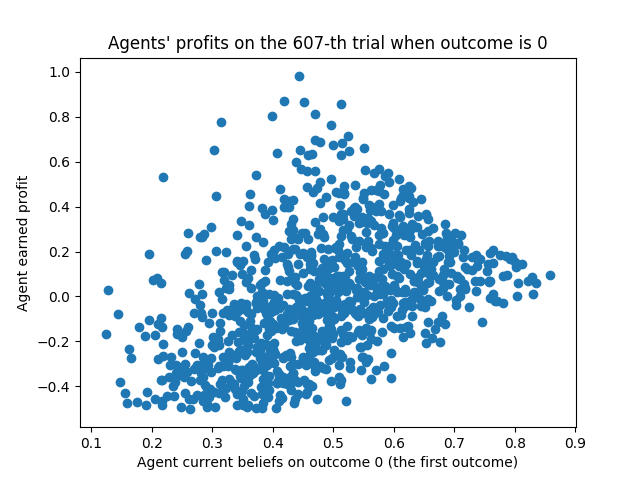 Agents' profits on the 607-th trial when outcome is 0
1.0
0.8
0.6
0.4
0.2
0.0
−0.2
−0.4
Agent earned profit
0.1 0.2 0.3 0.4 0.5 0.6 0.7 0.8 0.9
Agent current beliefs on outcome 0 (the first outcome)